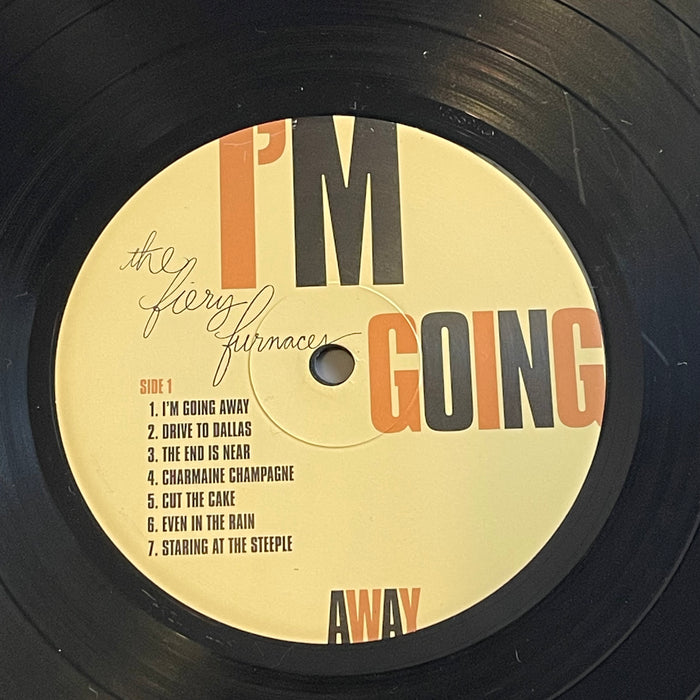 I'M
the
fiery
furnaces
GOING
SIDE 1
1. I'M GOING AWAY
2. DRIVE TO DALLAS
3. THE END IS NEAR
4. CHARMAINE CHAMPAGNE
5. CUT THE CAKE
6. EVEN IN THE RAIN
7. STARING AT THE STEEPLE
AWAY